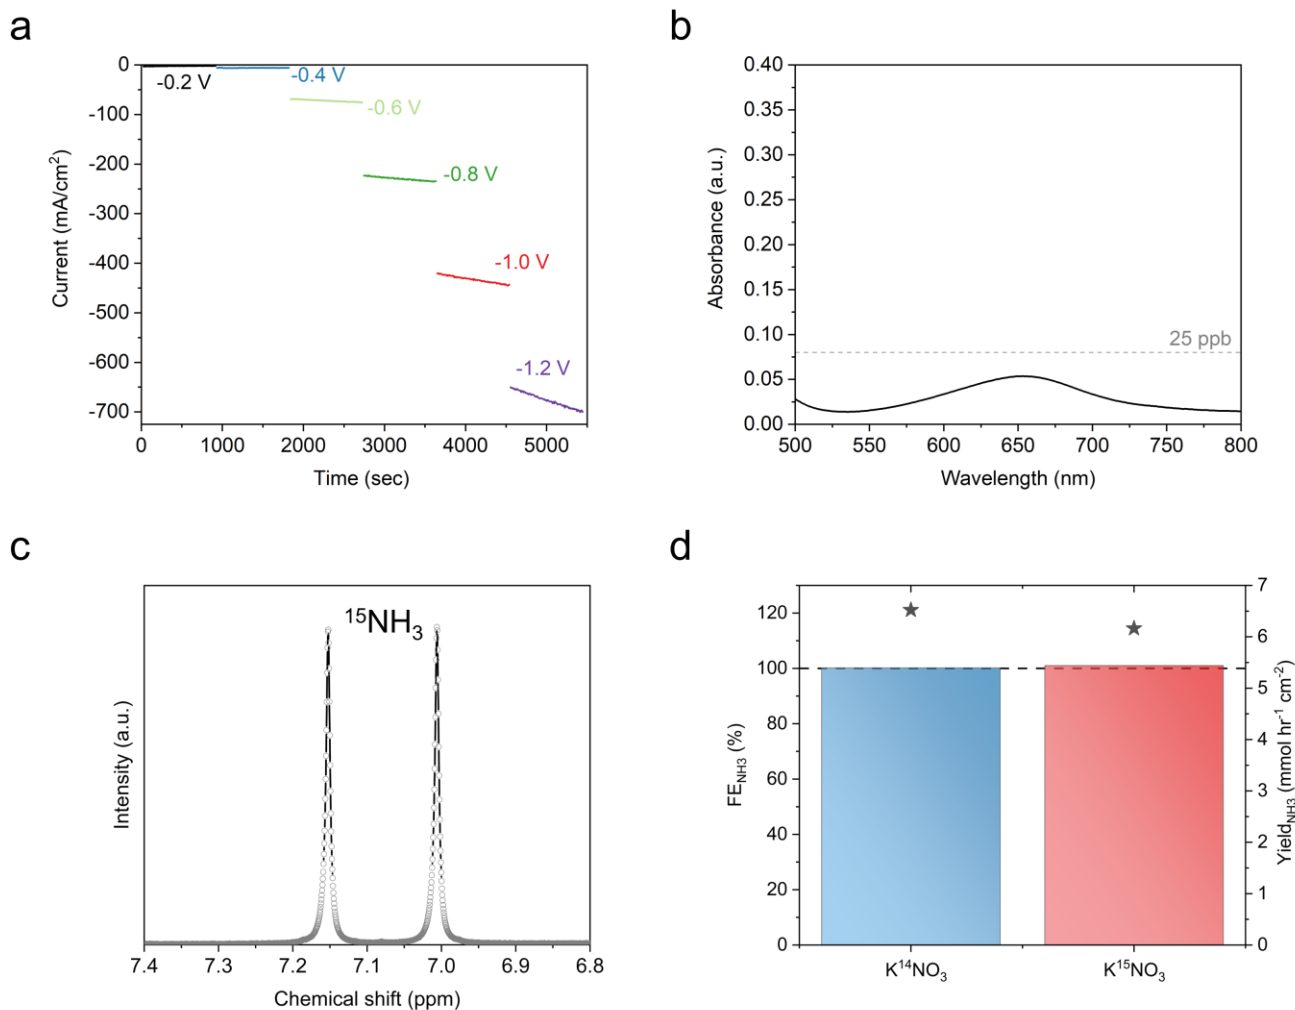 a
0
-100
-200
-300
-400
-500
-600
-700
Current (mA/cm²)
-0.2 V
-0.4 V
-0.6 V
-0.8 V
-1.0 V
-1.2 V
0 1000 2000 3000 4000 5000
Time (sec)
b
0.40
0.35
0.30
0.25
0.20
0.15
0.10
0.05
0.00
Absorbance (a.u.)
25 ppb
500 550 600 650 700 750 800
Wavelength (nm)
c
Intensity (a.u.)
¹⁵NH₃
7.4 7.3 7.2 7.1 7.0 6.9 6.8
Chemical shift (ppm)
d
120
100
80
60
40
20
0
FE_NH3 (%)
7
6
5
4
3
2
1
0
Yield_NH3 (mmol hr⁻¹ cm⁻²)
K¹⁴NO₃ K¹⁵NO₃